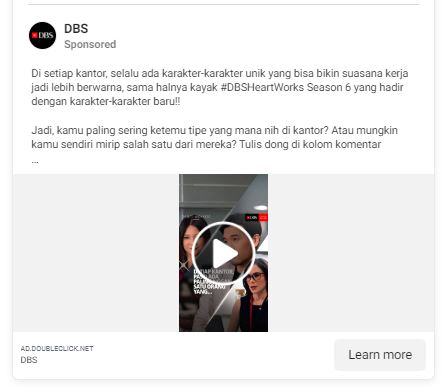 DBS
DBS
Sponsored
Di setiap kantor, selalu ada karakter-karakter unik yang bisa bikin suasana kerja
jadi lebih berwarna, sama halnya kayak #DBSHeartWorks Season 6 yang hadir
dengan karakter-karakter baru!!
Jadi, kamu paling sering ketemu tipe yang mana nih di kantor? Atau mungkin
kamu sendiri mirip salah satu dari mereka? Tulis dong di kolom komentar
...
DBS
KANTOR,
ADA
SATU ORANG
YANG...
AD.DOUBLECLICK.NET
DBS
Learn more